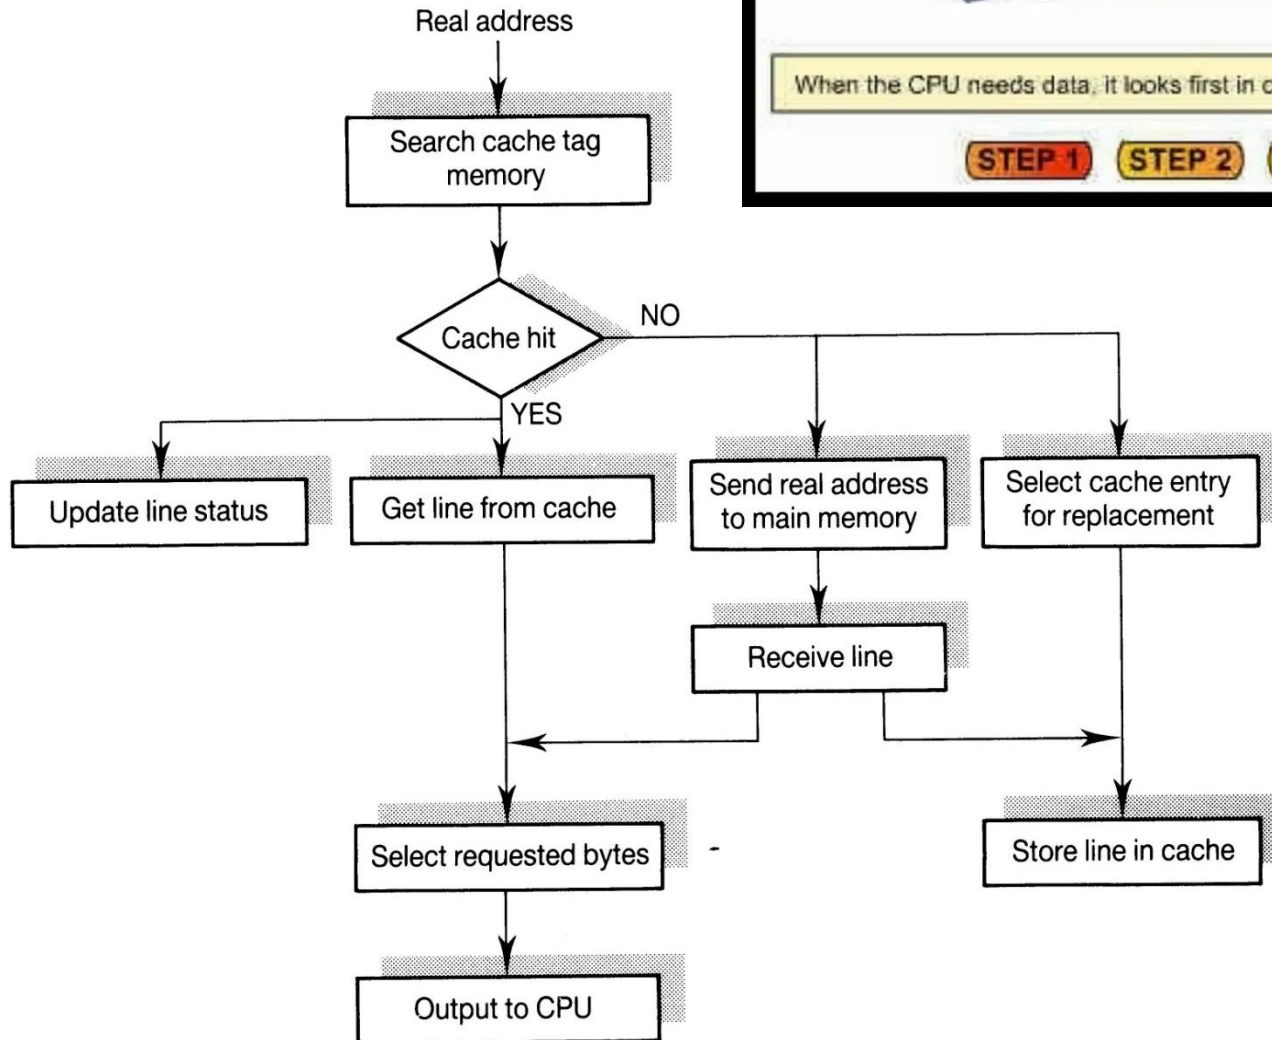 Real address
When the CPU needs data, it looks first in
STEP 1 STEP 2
Search cache tag
memory
Cache hit
NO
YES
Update line status
Get line from cache
Send real address
to main memory
Select cache entry
for replacement
Receive line
Select requested bytes
Store line in cache
Output to CPU